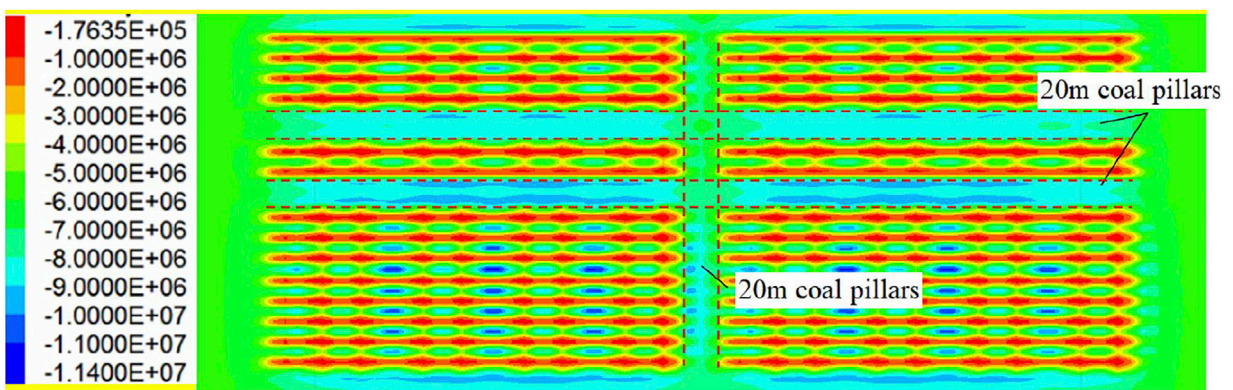 -1.7635E+05
-1.0000E+06
-2.0000E+06
-3.0000E+06
-4.0000E+06
-5.0000E+06
-6.0000E+06
-7.0000E+06
-8.0000E+06
-9.0000E+06
-1.0000E+07
-1.1000E+07
-1.1400E+07
20m coal pillars
20m coal pillars